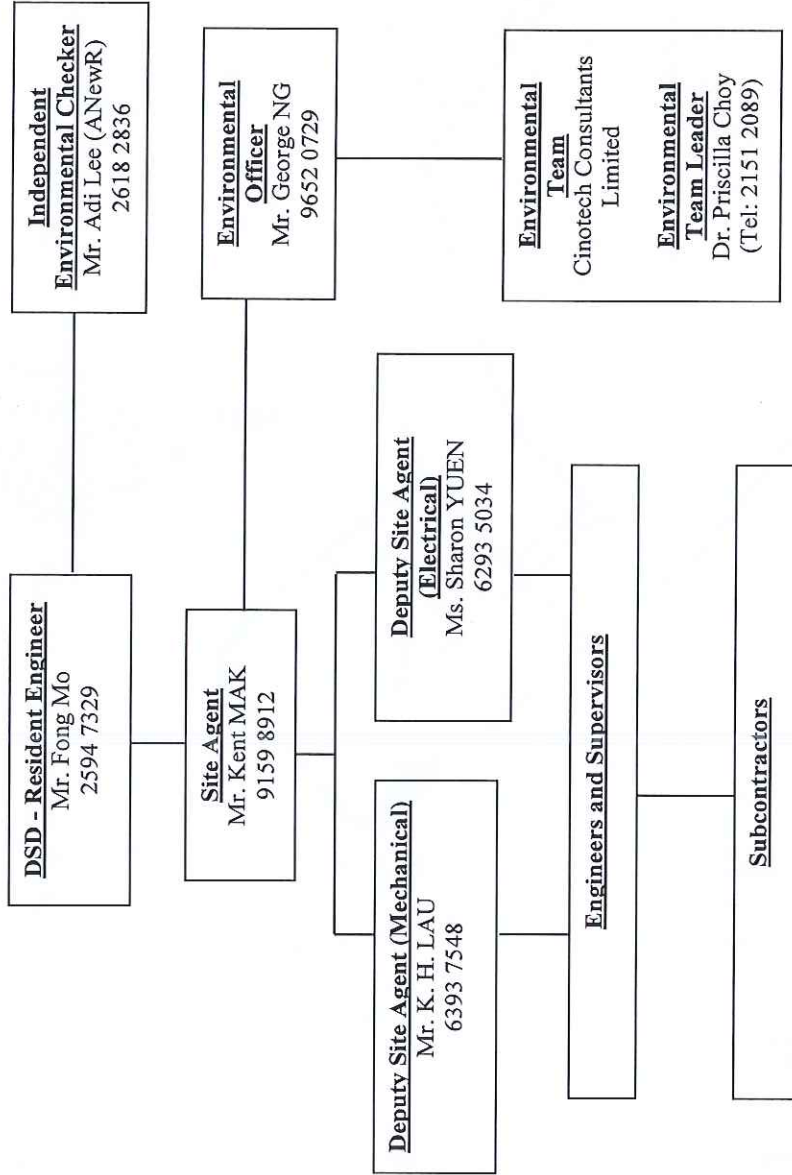 DSD - Resident Engineer
Mr. Fong Mo
2594 7329
Independent
Environmental Checker
Mr. Adi Lee (ANewR)
2618 2836
Site Agent
Mr. Kent MAK
9159 8912
Environmental
Officer
Mr. George NG
9652 0729
Deputy Site Agent (Mechanical)
Mr. K. H. LAU
6393 7548
Deputy Site Agent
(Electrical)
Ms. Sharon YUEN
6293 5034
Environmental
Team
Cinotech Consultants
Limited
Environmental
Team Leader
Dr. Priscilla Choy
(Tel: 2151 2089)
Engineers and Supervisors
Subcontractors